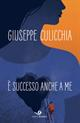 GIUSEPPE CULICCHIA
È SUCCESSO ANCHE A ME